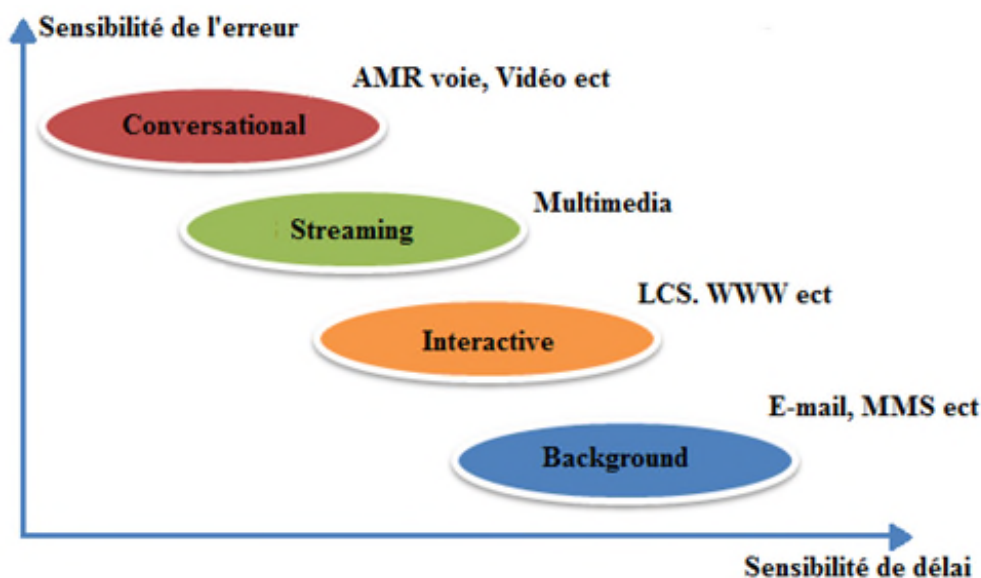 Sensibilité de l'erreur
AMR voie, Vidéo ect
Conversational
Multimedia
Streaming
LCS. WWW ect
Interactive
E-mail, MMS ect
Background
Sensibilité de délai